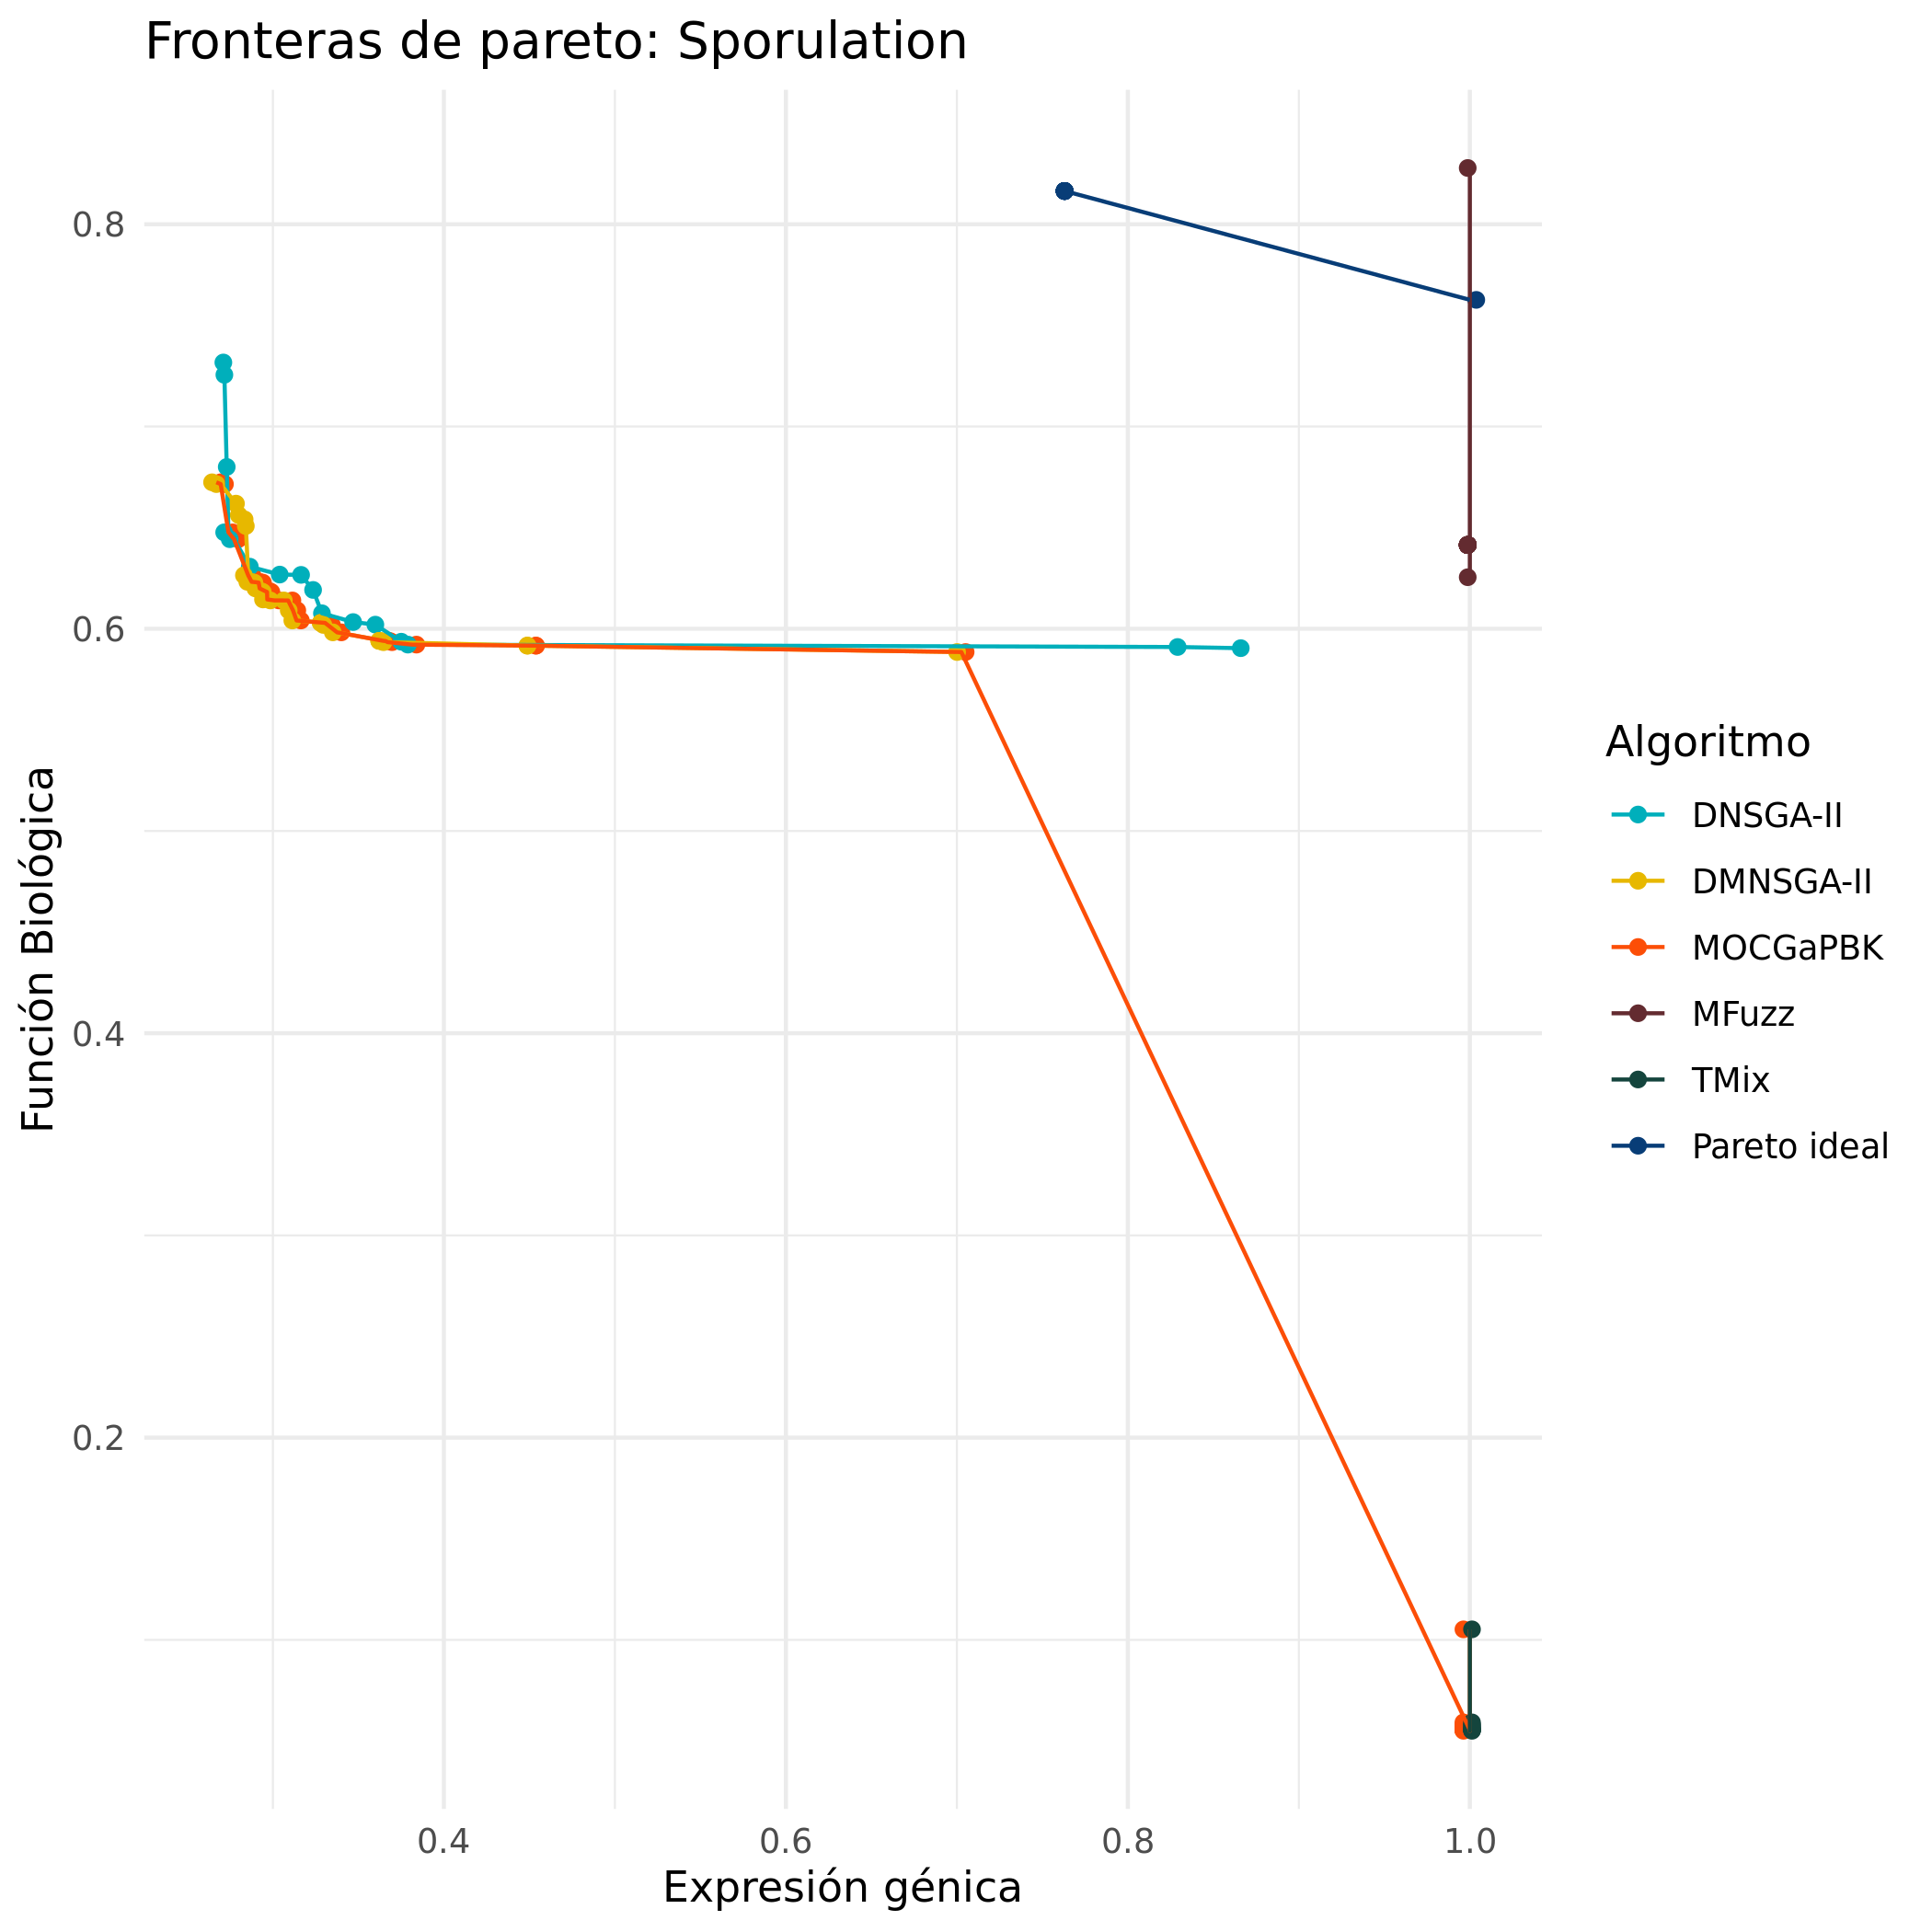 Fronteras de pareto: Sporulation
0.8
0.6
0.4
0.2
Función Biológica
0.4
0.6
0.8
1.0
Expresión génica
Algoritmo
DNSGA-II
DMNSGA-II
MOCGaPBK
MFuzz
TMix
Pareto ideal